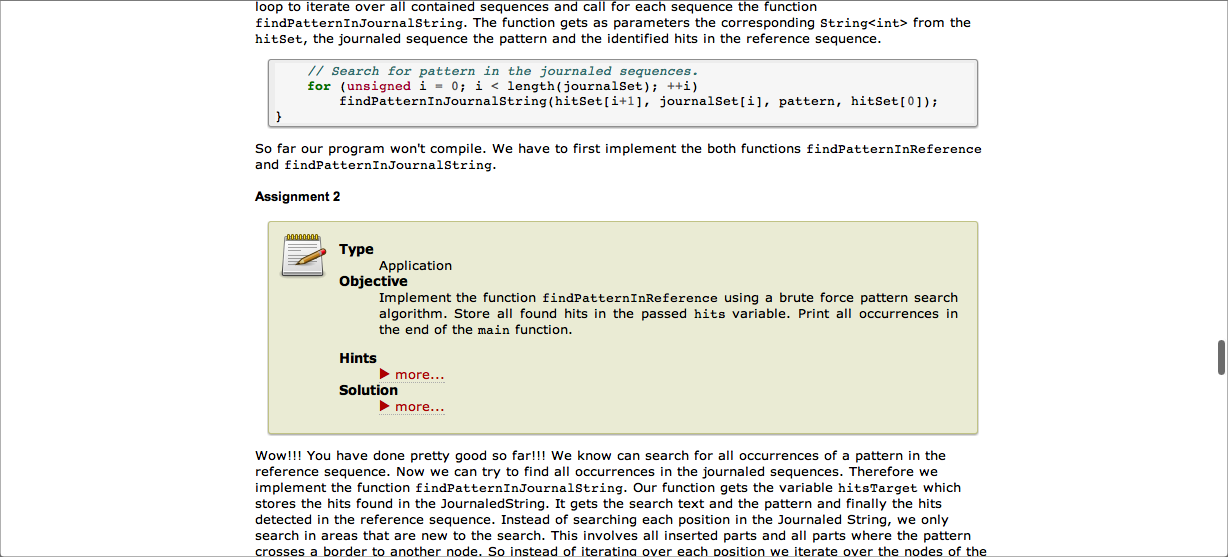 loop to iterate over all contained sequences and call for each sequence the function
findPatternInJournalString. The function gets as parameters the corresponding String<int> from the
hitSet, the journaled sequence the pattern and the identified hits in the reference sequence.
// Search for pattern in the journaled sequences.
for (unsigned i = 0; i < length(journalSet); ++i)
findPatternInJournalString(hitSet[i+1], journalSet[i], pattern, hitSet[0]);
}
So far our program won't compile. We have to first implement the both functions findPatternInReference
and findPatternInJournalString.
Assignment 2
Type
Application
Objective
Implement the function findPatternInReference using a brute force pattern search
algorithm. Store all found hits in the passed hits variable. Print all occurrences in
the end of the main function.
Hints
▶ more...
Solution
▶ more...
Wow!!! You have done pretty good so far!!! We know can search for all occurrences of a pattern in the
reference sequence. Now we can try to find all occurrences in the journaled sequences. Therefore we
implement the function findPatternInJournalString. Our function gets the variable hitsTarget which
stores the hits found in the JournaledString. It gets the search text and the pattern and finally the hits
detected in the reference sequence. Instead of searching each position in the Journaled String, we only
search in areas that are new to the search. This involves all inserted parts and all parts where the pattern
crosses a border to another node. So instead of iterating over each position we iterate over the nodes of the